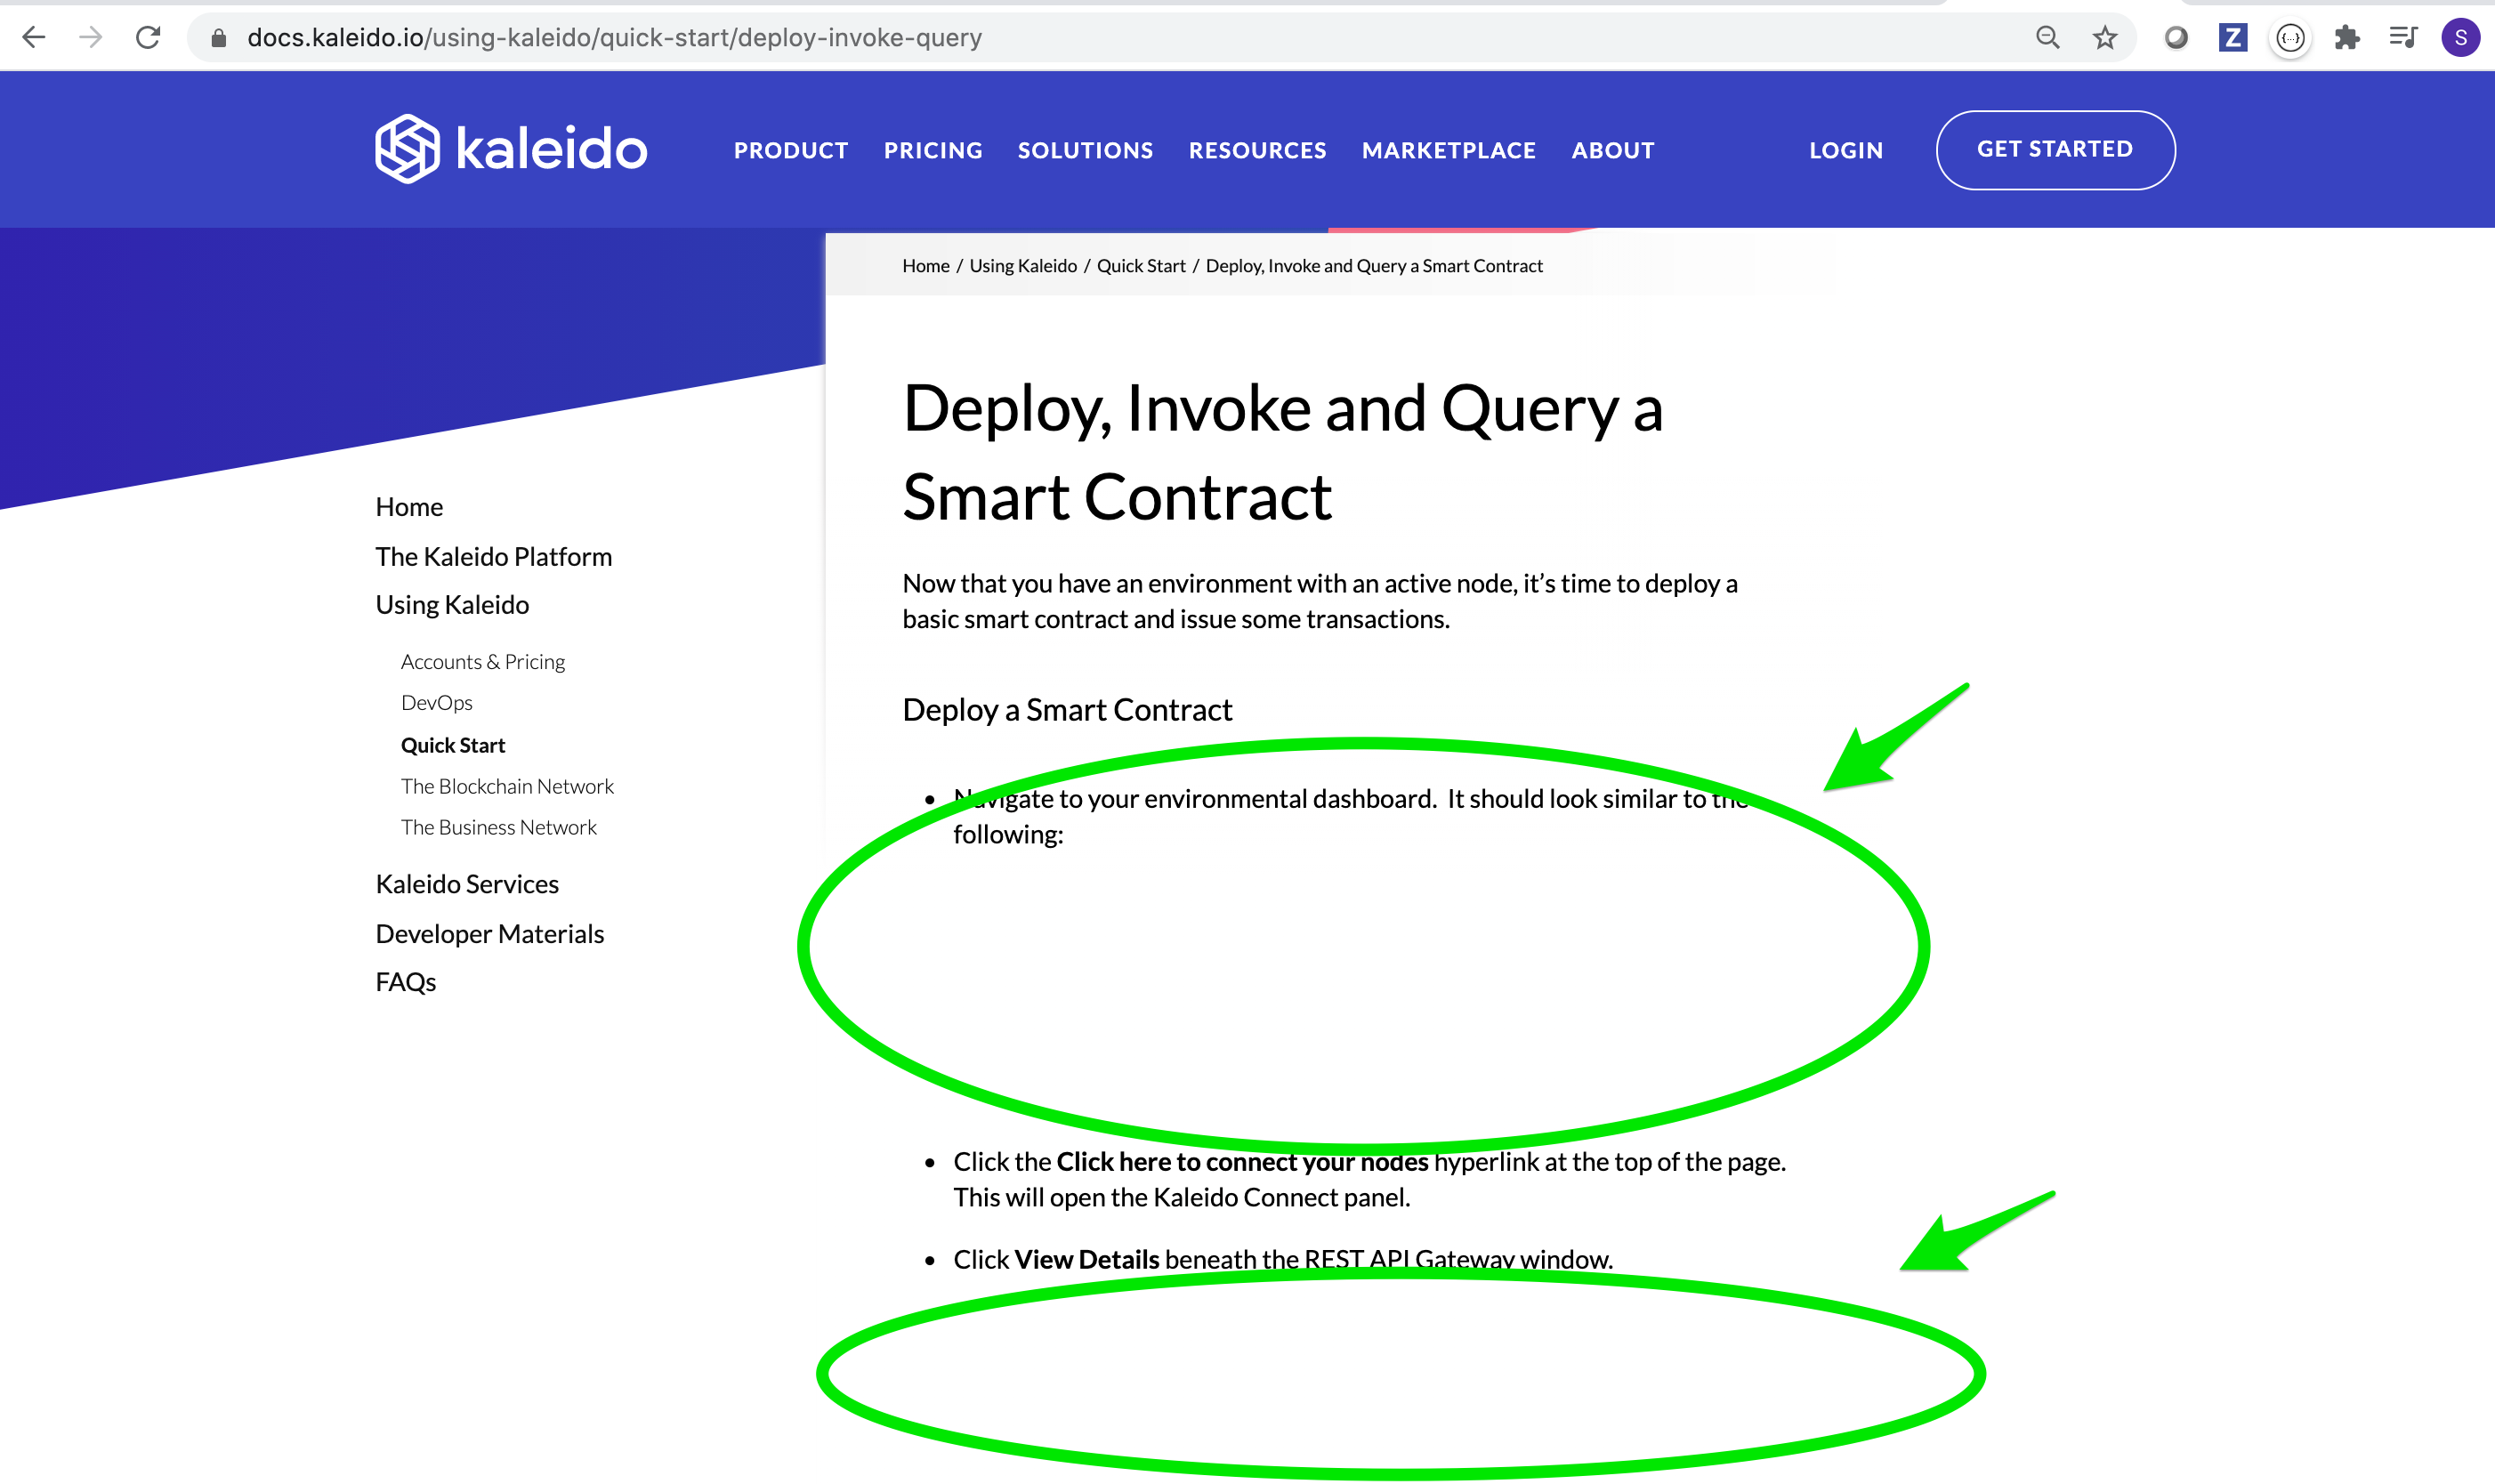 docs.kaleido.io/using-kaleido/quick-start/deploy-invoke-query
Z
{...}
S
kaleido
PRODUCT PRICING SOLUTIONS RESOURCES MARKETPLACE ABOUT LOGIN GET STARTED
Home / Using Kaleido / Quick Start / Deploy, Invoke and Query a Smart Contract
Home
The Kaleido Platform
Using Kaleido
Accounts & Pricing
DevOps
Quick Start
The Blockchain Network
The Business Network
Kaleido Services
Developer Materials
FAQs
Deploy, Invoke and Query a
Smart Contract
Now that you have an environment with an active node, it’s time to deploy a
basic smart contract and issue some transactions.
Deploy a Smart Contract
• Navigate to your environmental dashboard. It should look similar to the
following:
• Click the Click here to connect your nodes hyperlink at the top of the page.
This will open the Kaleido Connect panel.
• Click View Details beneath the REST API Gateway window.